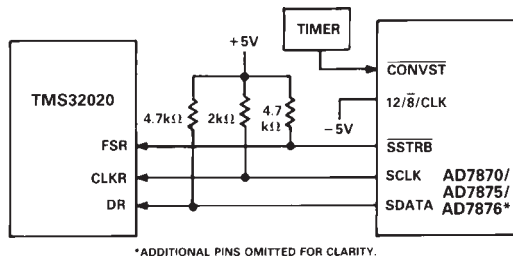 TIMER
+5V
TMS32020
4.7kΩ
2kΩ
4.7
kΩ
CONVST
12/8/CLK
−5V
FSR
SSTRB
CLKR
SCLK
DR
SDATA
AD7870/
AD7875/
AD7876*
*ADDITIONAL PINS OMITTED FOR CLARITY.